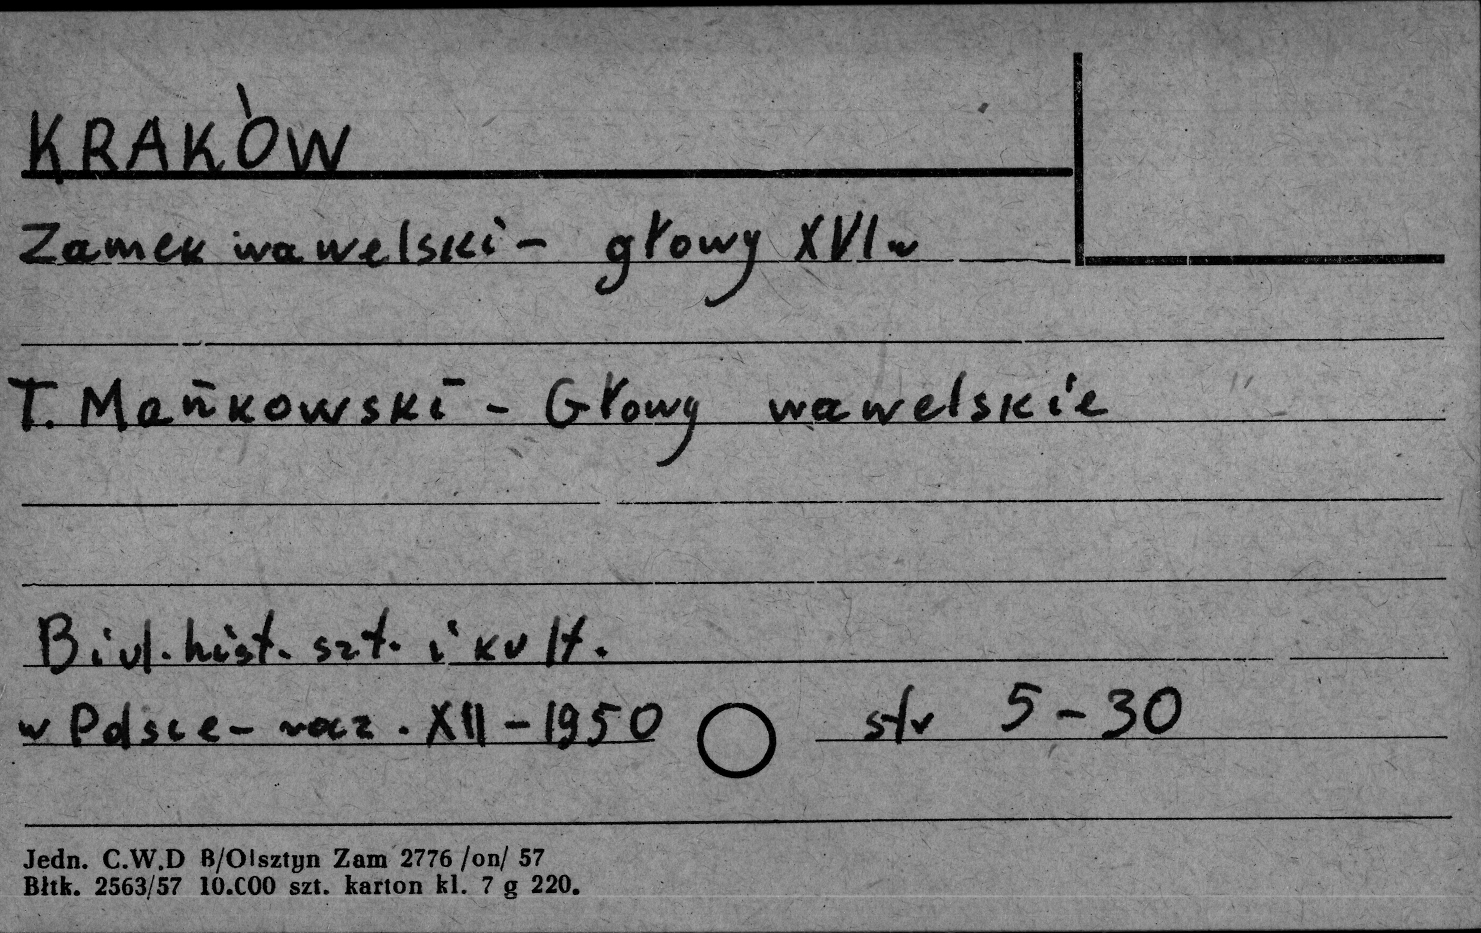 KRAKÓW
Zamek wawelski - głowy XVI w
T. Mańkowski - Głowy wawelskie
Biul. hist. szt. i kult.
w Polsce - rocz. XII - 1950 str 5-30
Jedn. C.W.D B/Olsztyn Zam 2776 /on/ 57
Błtk. 2563/57 10.000 szt. karton kl. 7 g 220.